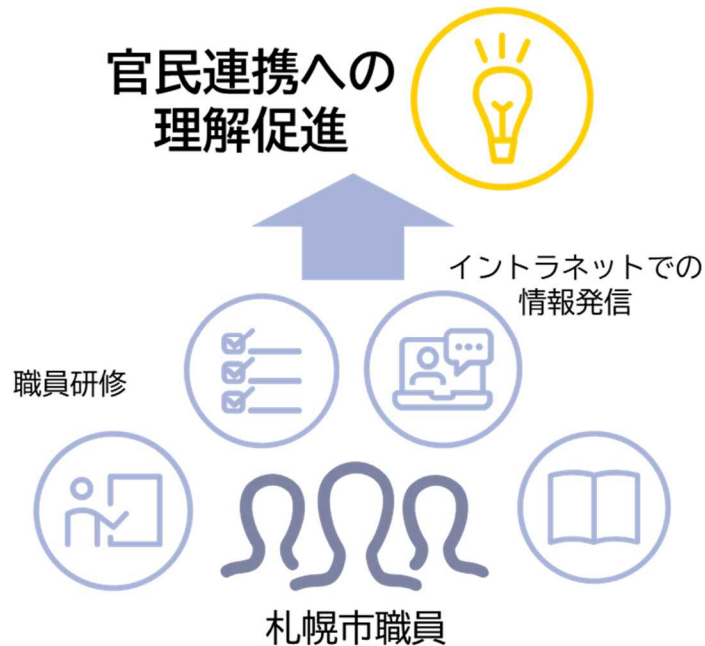 官民連携への
理解促進
イントラネットでの
情報発信
職員研修
札幌市職員